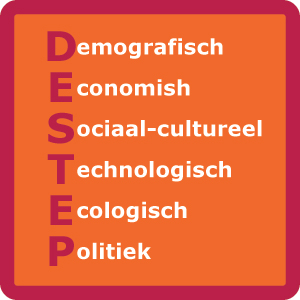 Demografisch
Economish
Sociaal-cultureel
Technologisch
Ecologisch
Politiek